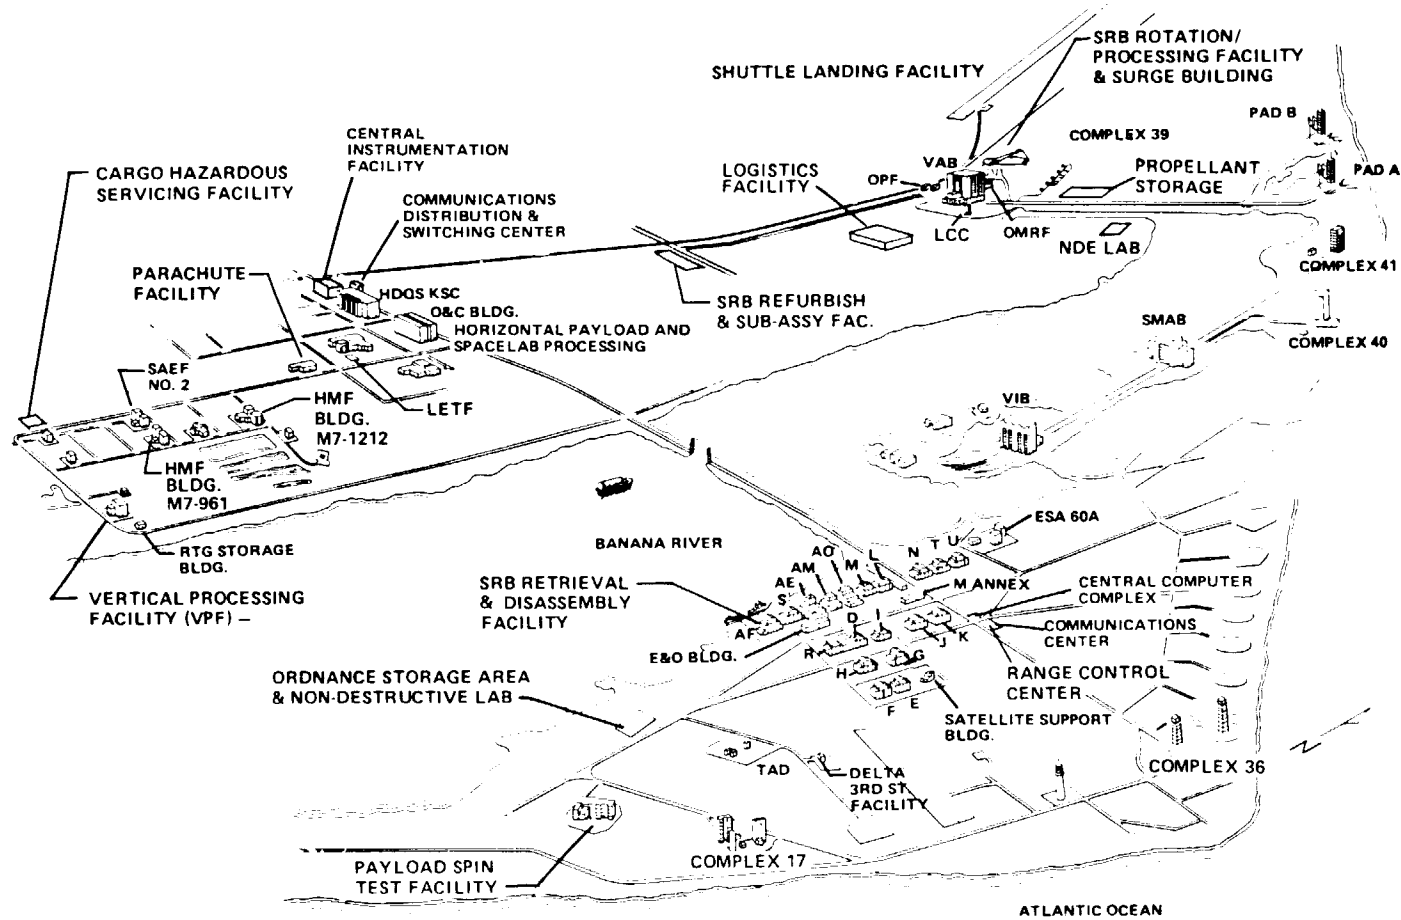 SRB ROTATION/
PROCESSING FACILITY
& SURGE BUILDING
SHUTTLE LANDING FACILITY
PAD B
COMPLEX 39
CENTRAL
INSTRUMENTATION
FACILITY
VAB
PROPELLANT
STORAGE
PAD A
CARGO HAZARDOUS
SERVICING FACILITY
LOGISTICS
FACILITY
OPF
COMMUNICATIONS
DISTRIBUTION &
SWITCHING CENTER
LCC
OMRF
NDE LAB
COMPLEX 41
PARACHUTE
FACILITY
HDQS KSC
O&C BLDG.
HORIZONTAL PAYLOAD AND
SPACELAB PROCESSING
SRB REFURBISH
& SUB-ASSY FAC.
SMAB
COMPLEX 40
SAEF
NO. 2
HMF
BLDG.
M7-1212
LETF
VIB
HMF
BLDG.
M7-961
ESA 60A
RTG STORAGE
BLDG.
BANANA RIVER
VERTICAL PROCESSING
FACILITY (VPF) –
SRB RETRIEVAL
& DISASSEMBLY
FACILITY
AF
S
AE
AM
AO
M
L
N
T
U
M ANNEX
CENTRAL COMPUTER
COMPLEX
COMMUNICATIONS
CENTER
RANGE CONTROL
CENTER
E&O BLDG.
R
D
I
J
K
H
G
F
E
SATELLITE SUPPORT
BLDG.
ORDNANCE STORAGE AREA
& NON-DESTRUCTIVE LAB
TAD
DELTA
3RD ST
FACILITY
COMPLEX 36
N
COMPLEX 17
PAYLOAD SPIN
TEST FACILITY
ATLANTIC OCEAN